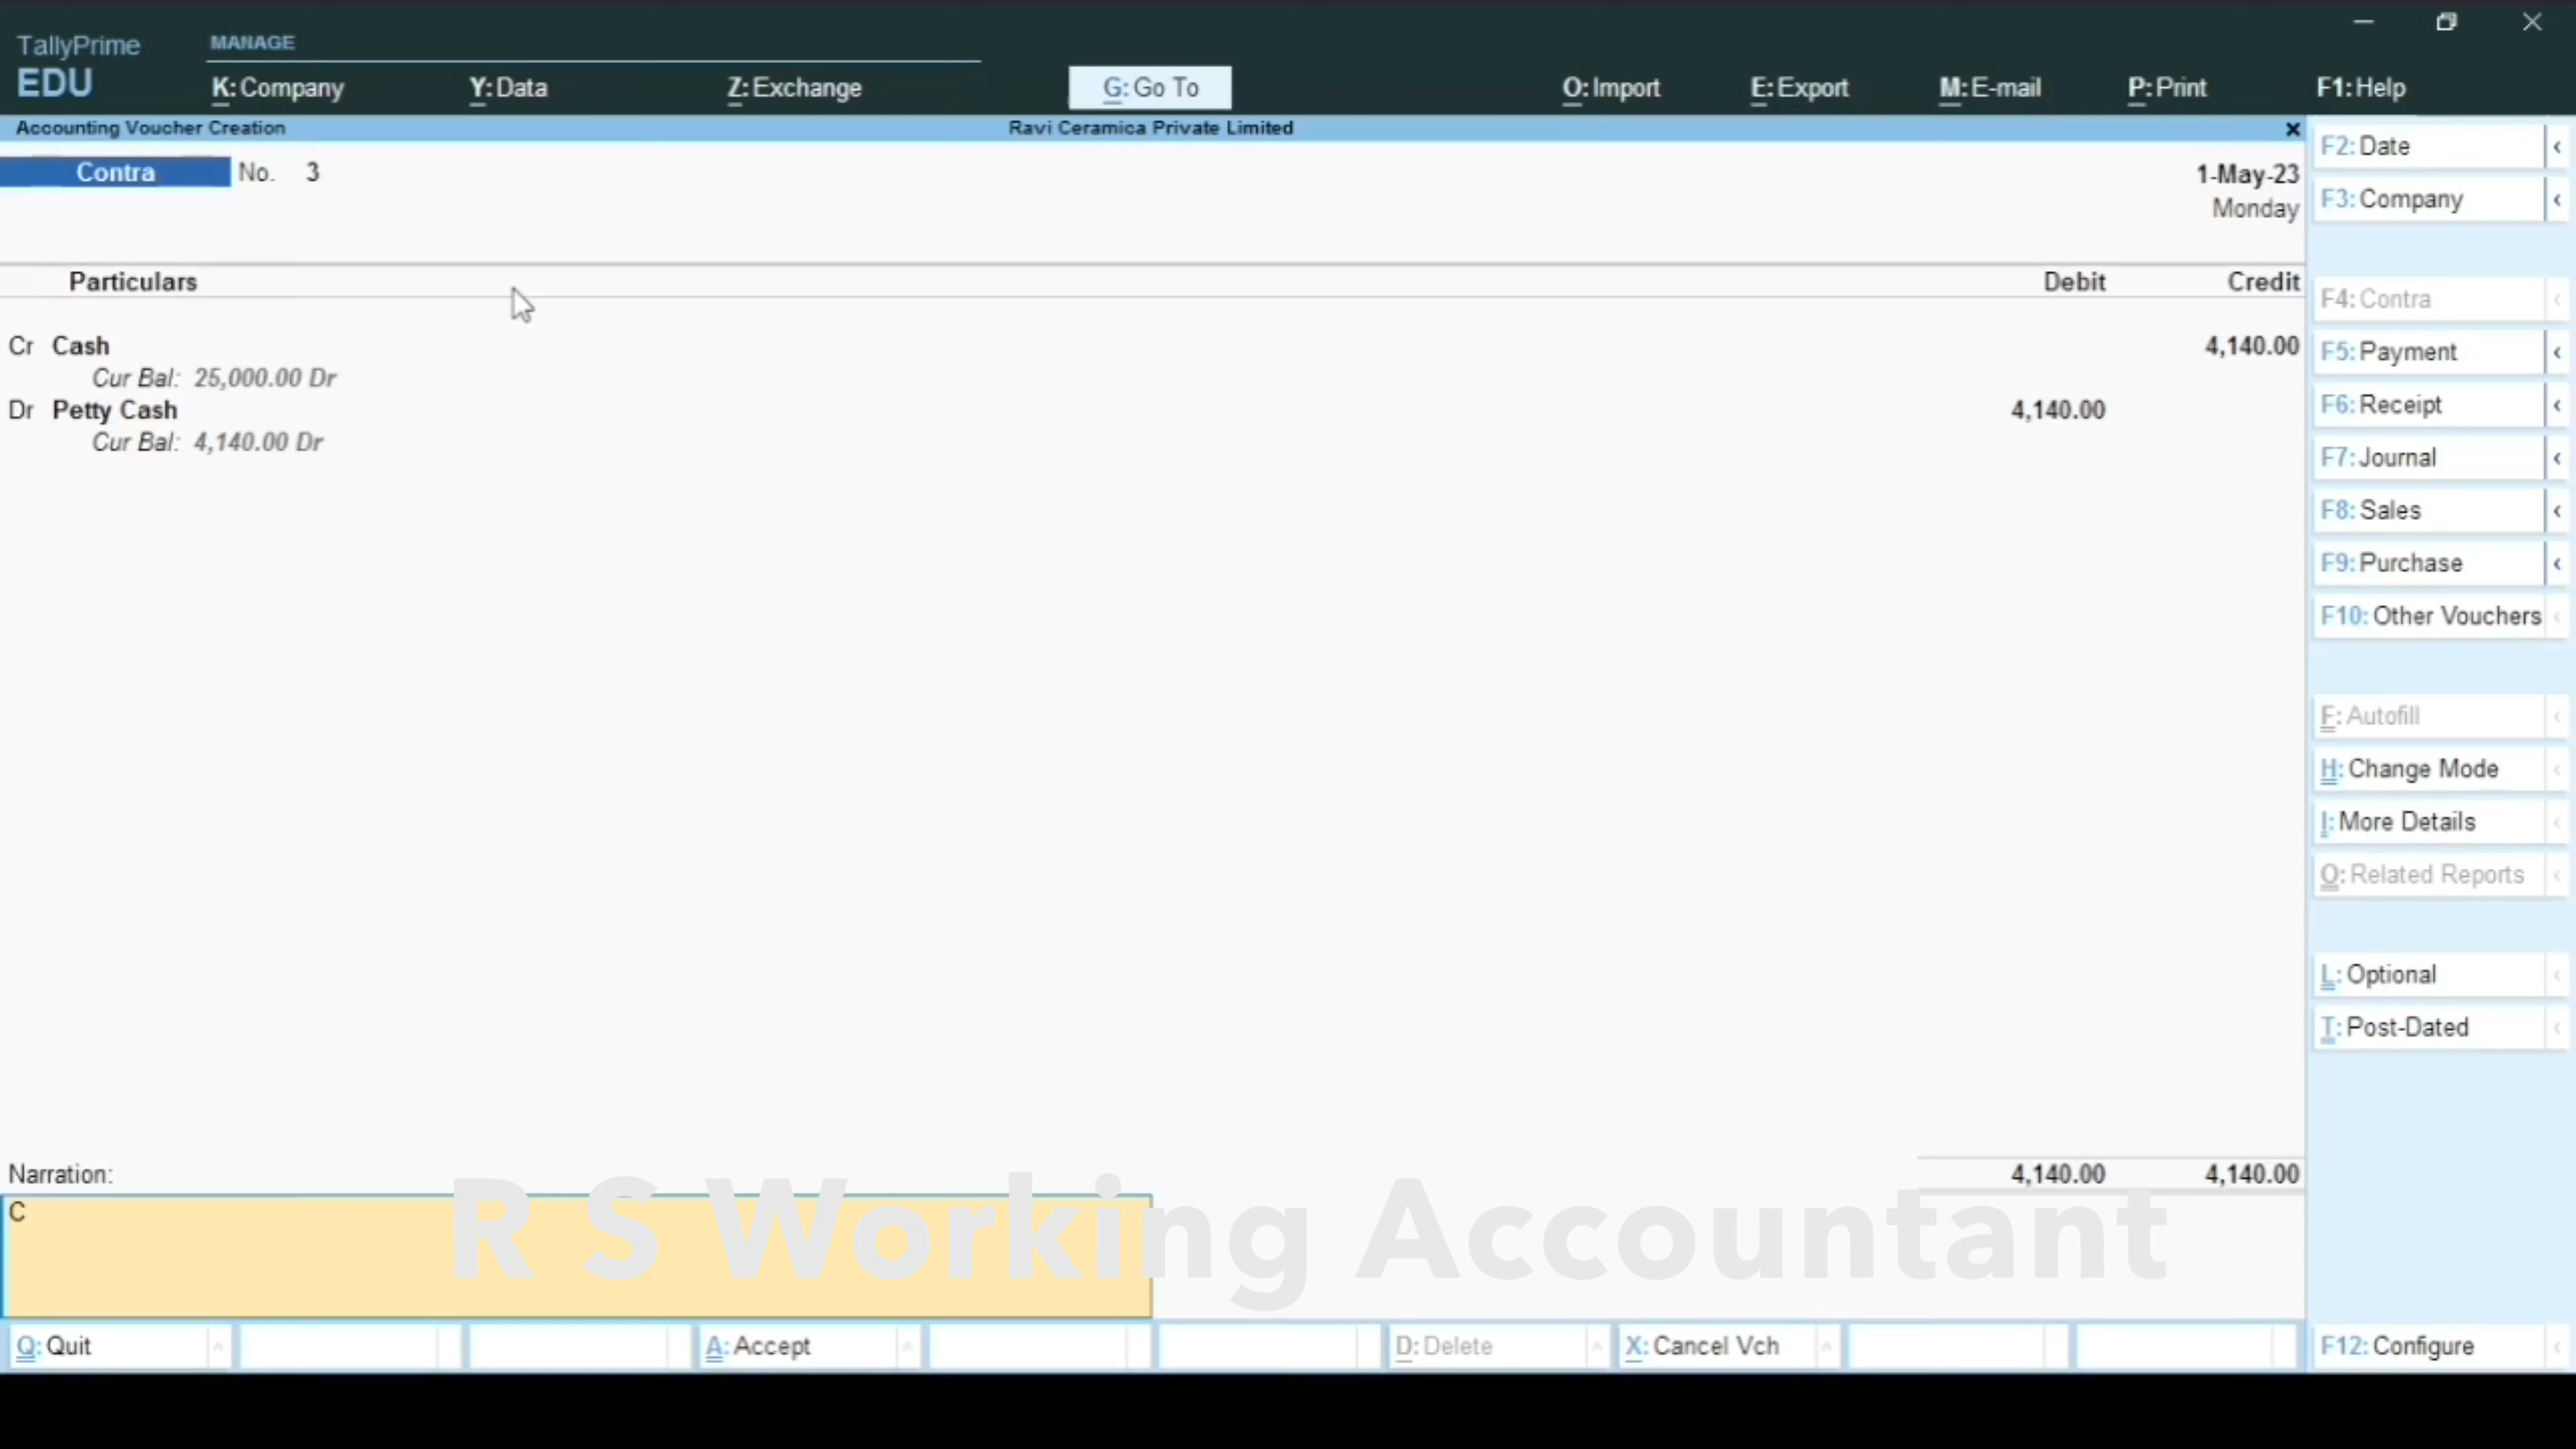 TallyPrime
EDU
MANAGE
K: Company
Y: Data
Z: Exchange
G: Go To
O: Import
E: Export
M: E-mail
P: Print
F1: Help
Accounting Voucher Creation
Ravi Ceramica Private Limited
Contra No. 3
1-May-23
Monday
Particulars Debit Credit
Cr Cash 4,140.00
Cur Bal: 25,000.00 Dr
Dr Petty Cash 4,140.00
Cur Bal: 4,140.00 Dr
Narration: 4,140.00 4,140.00
C
R S Working Accountant
Q: Quit
A: Accept
D: Delete
X: Cancel Vch
F2: Date
F3: Company
F4: Contra
F5: Payment
F6: Receipt
F7: Journal
F8: Sales
F9: Purchase
F10: Other Vouchers
F: Autofill
H: Change Mode
I: More Details
O: Related Reports
L: Optional
T: Post-Dated
F12: Configure